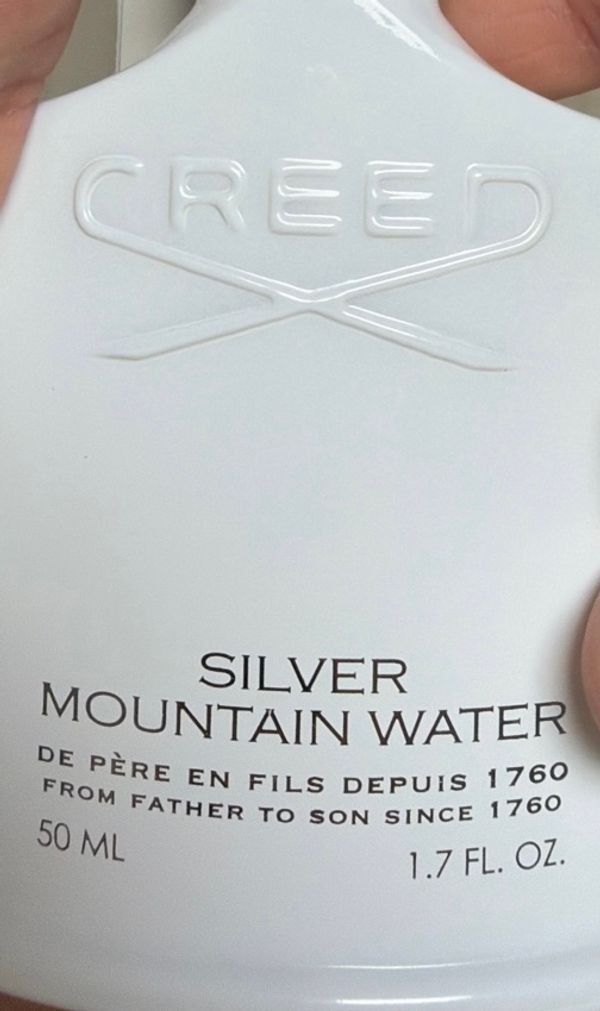 CREED
SILVER
MOUNTAIN WATER
DE PÈRE EN FILS DEPUIS 1760
FROM FATHER TO SON SINCE 1760
50 ML
1.7 FL. OZ.